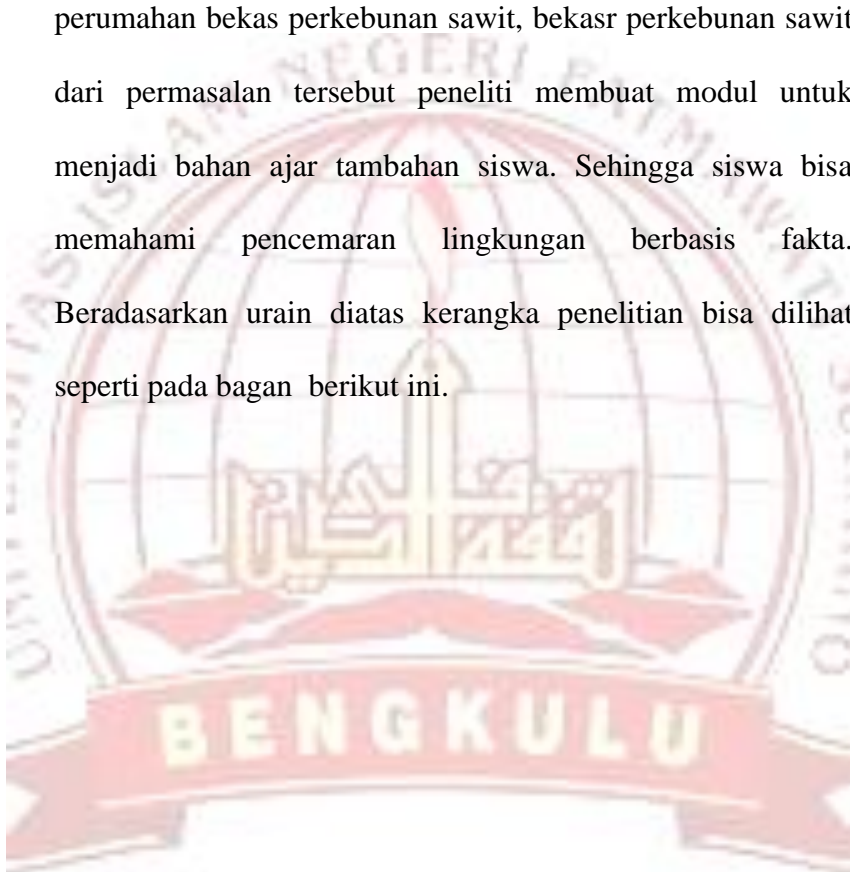 perumahan bekas perkebunan sawit, bekasr perkebunan sawit
dari permasalan tersebut peneliti membuat modul untuk
menjadi bahan ajar tambahan siswa. Sehingga siswa bisa
memahami pencemaran lingkungan berbasis fakta.
Beradasarkan urain diatas kerangka penelitian bisa dilihat
seperti pada bagan berikut ini.
BENGKULU